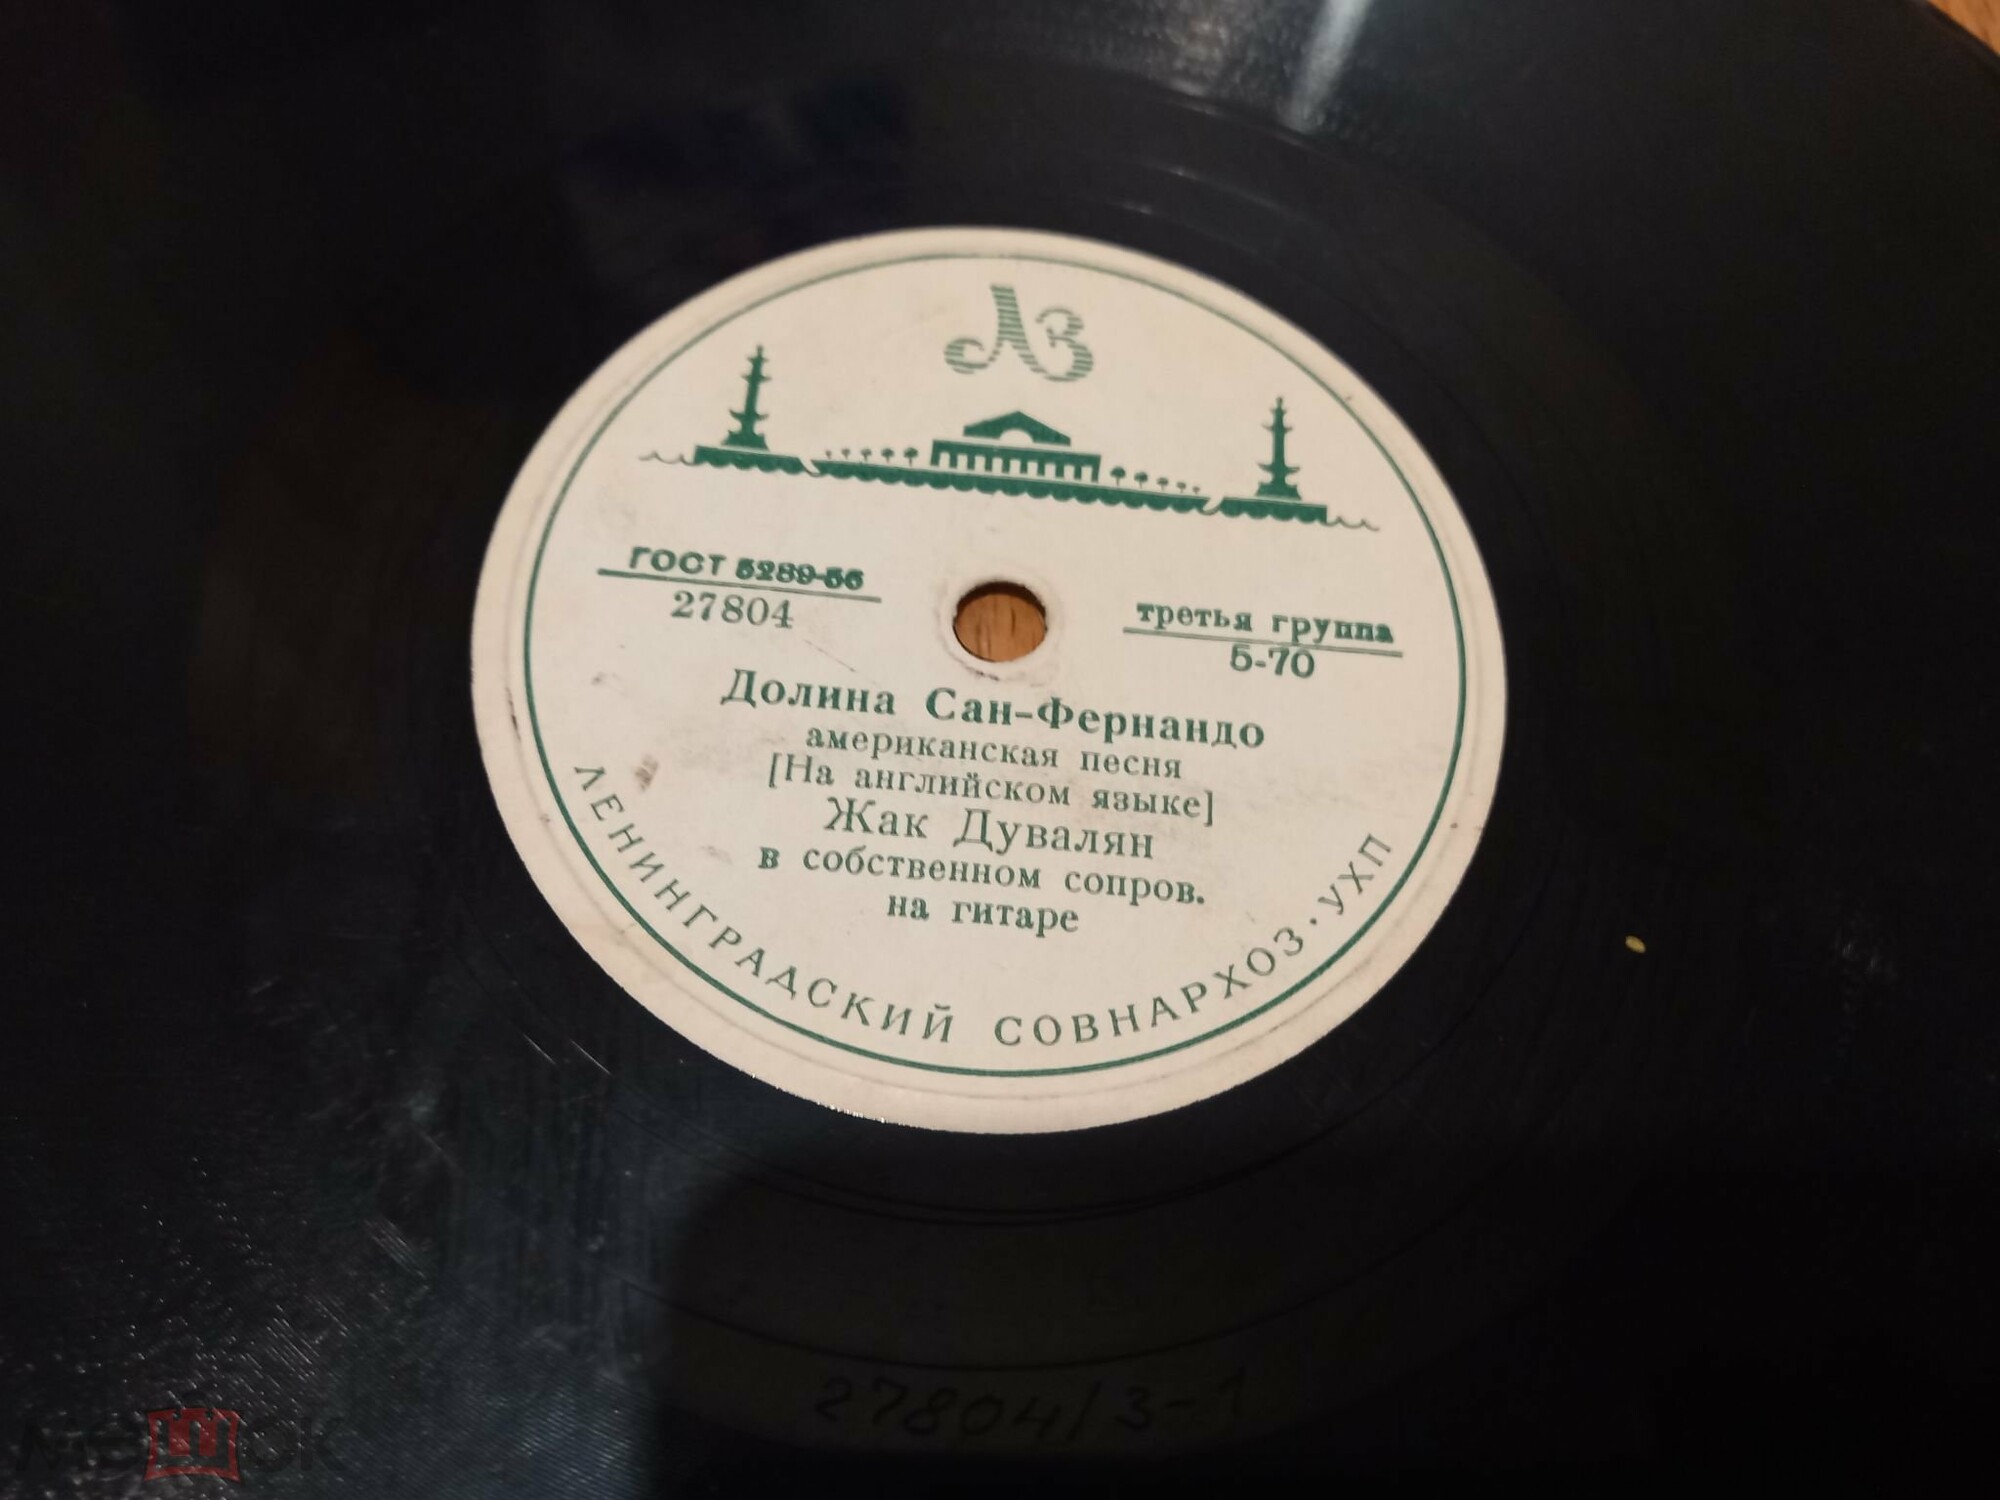 ЛЗ
ГОСТ 5289-56
27804
третья группа
5-70
Долина Сан-Фернандо
американская песня
[На английском языке]
Жак Дувалян
в собственном сопров.
на гитаре
ЛЕНИНГРАДСКИЙ СОВНАРХОЗ · УХП
27804/3-1
мешок